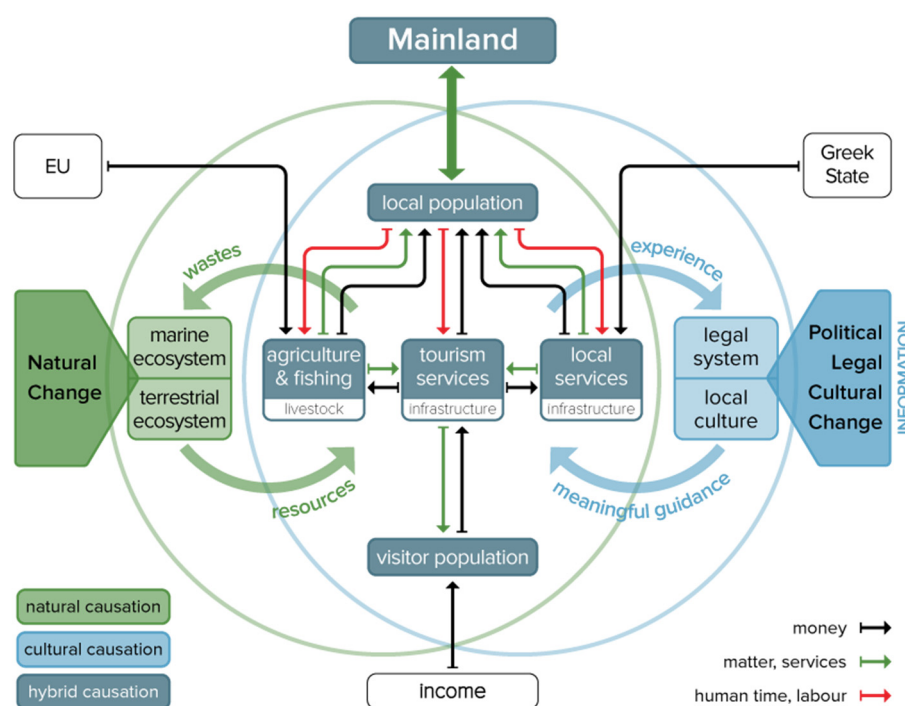 Mainland
EU
Greek
State
local population
wastes
experience
Natural
Change
marine
ecosystem
terrestrial
ecosystem
agriculture
& fishing
livestock
tourism
services
infrastructure
local
services
infrastructure
legal
system
local
culture
Political
Legal
Cultural
Change
INFORMATION
resources
meaningful guidance
visitor population
natural causation
cultural causation
hybrid causation
income
money
matter, services
human time, labour